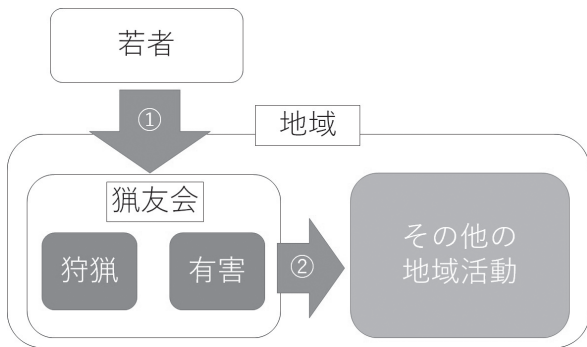 若者
①
地域
猟友会
狩猟
有害
②
その他の
地域活動